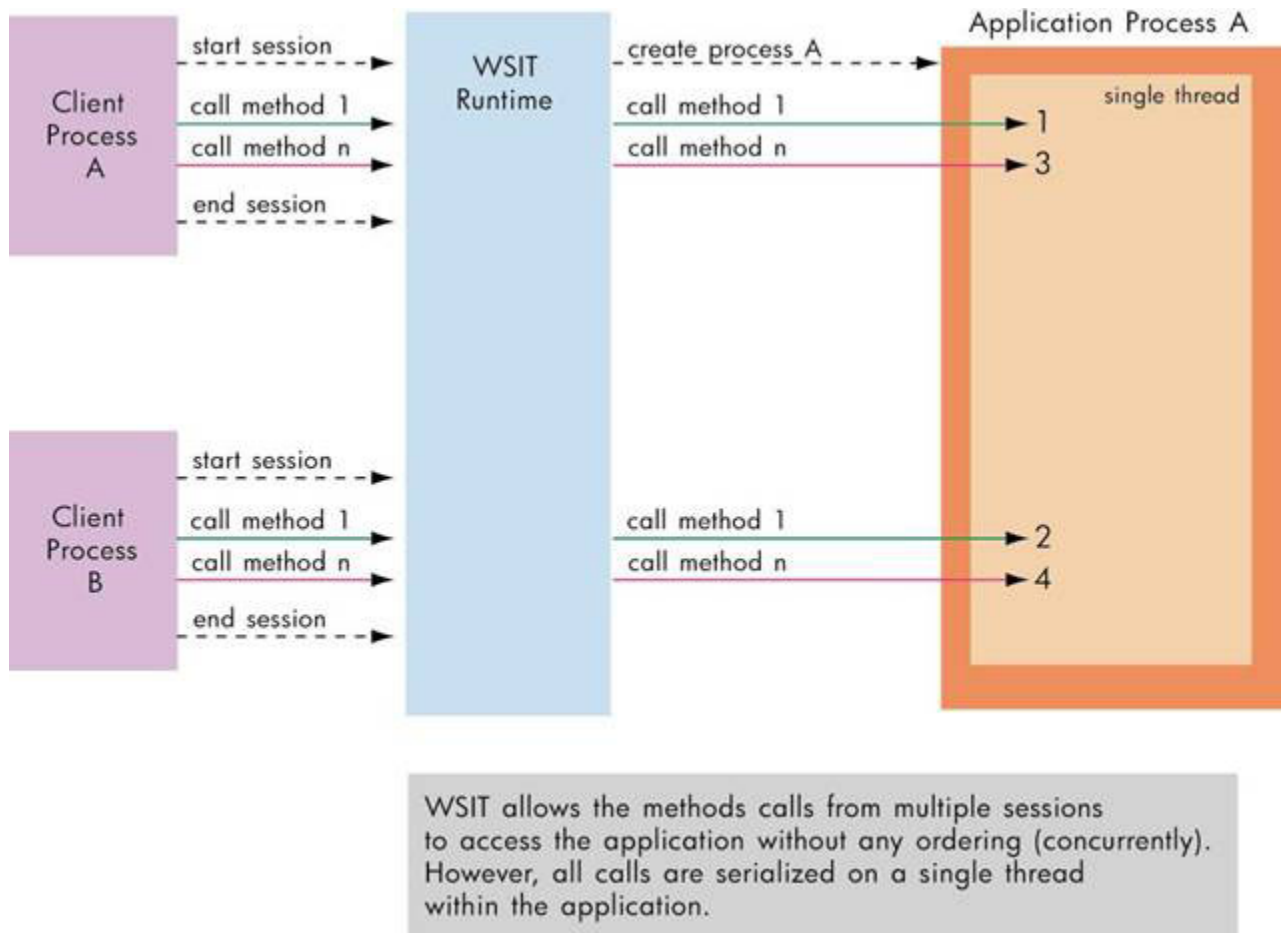 Application Process A
start session
create process A
WSIT
Runtime
single thread
Client
Process
A
call method 1
call method n
end session
call method 1
call method n
1
3
Client
Process
B
start session
call method 1
call method n
end session
call method 1
call method n
2
4
WSIT allows the methods calls from multiple sessions
to access the application without any ordering (concurrently).
However, all calls are serialized on a single thread
within the application.